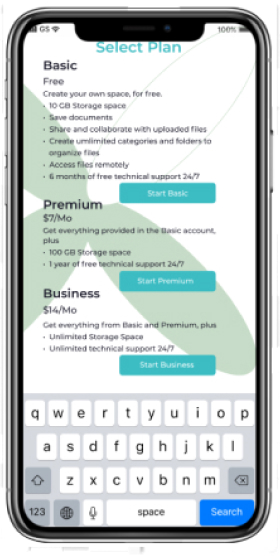 GS
100%
Select Plan
Basic
Free
Create your own space, for free.
• 10 GB Storage space
• Save documents
• Share and collaborate with uploaded files
• Create umlimited categories and folders to
organize files
• Access files remotely
• 6 months of free technical support 24/7
Start Basic
Premium
$7/Mo
Get everything provided in the Basic account,
plus
• 100 GB Storage space
• 1 year of free technical support 24/7
Start Premium
Business
$14/Mo
Get everything from Basic and Premium, plus
• Unlimited Storage Space
• Unlimited technical support 24/7
Start Business
q w e r t y u i o p
a s d f g h j k l
z x c v b n m
123 space Search